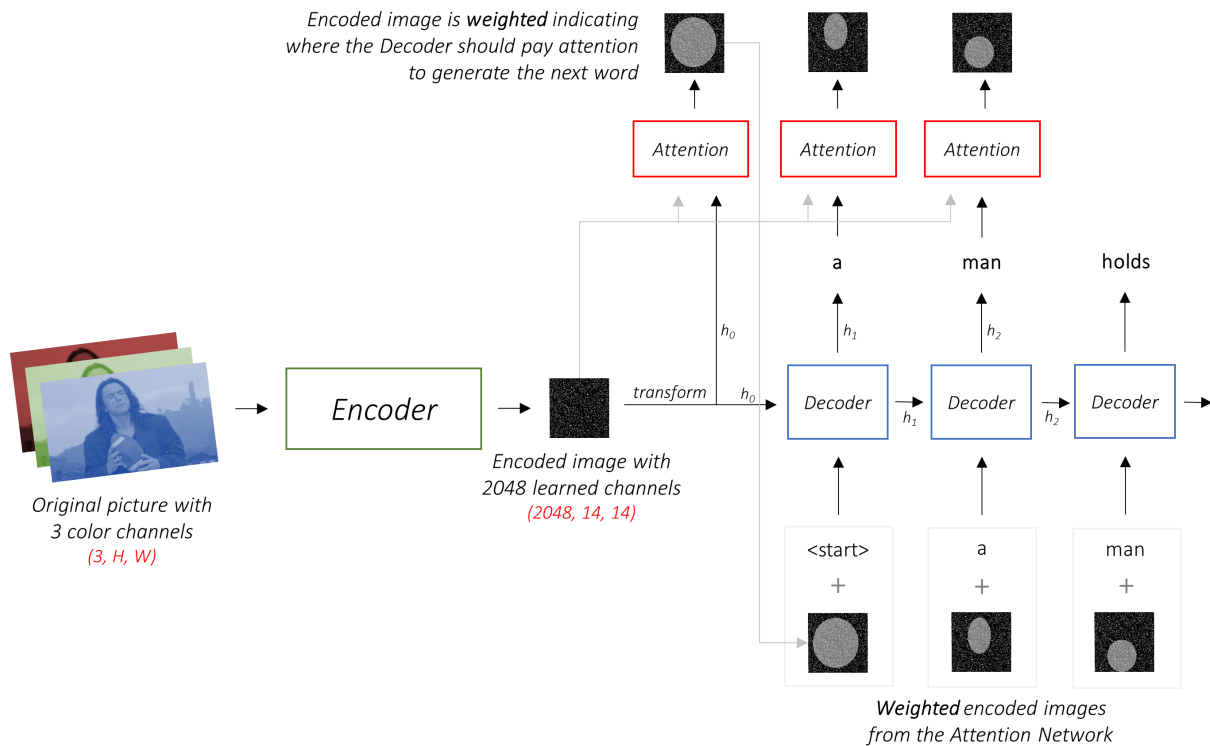 Encoded image is weighted indicating
where the Decoder should pay attention
to generate the next word
Attention
Attention
Attention
a
man
holds
h0
h1
h2
Encoder
transform
h0
Decoder
h1
Decoder
h2
Decoder
Original picture with
3 color channels
(3, H, W)
Encoded image with
2048 learned channels
(2048, 14, 14)
<start>
a
man
+
+
+
Weighted encoded images
from the Attention Network